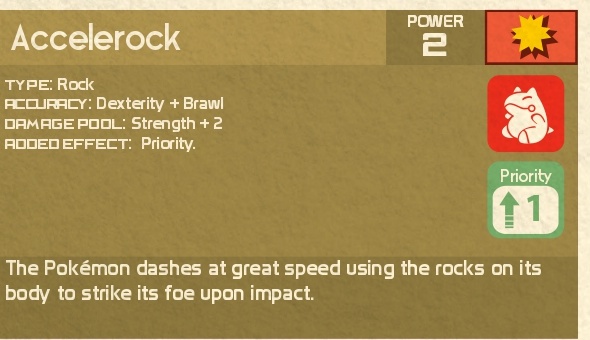 Accelerock
POWER
2
TYPE: Rock
ACCURACY: Dexterity + Brawl
DAMAGE POOL: Strength + 2
ADDED EFFECT: Priority.
Priority
1
The Pokémon dashes at great speed using the rocks on its
body to strike its foe upon impact.